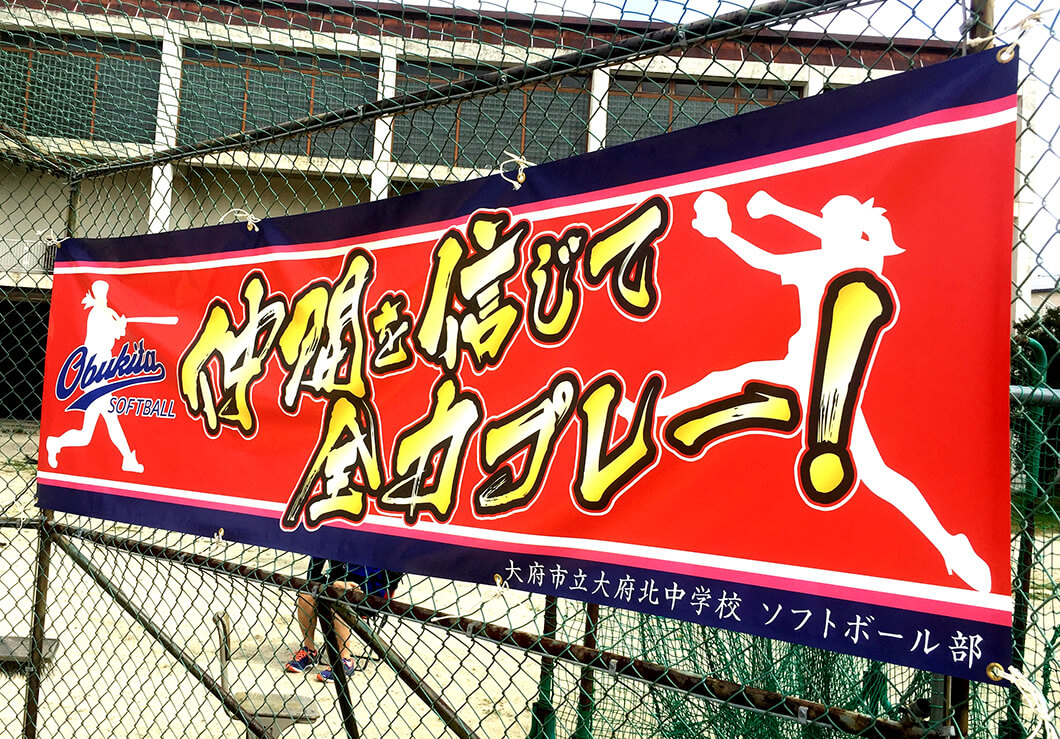 仲間を信じて
全力プレー!
Obukita
SOFTBALL
大府市立大府北中学校 ソフトボール部